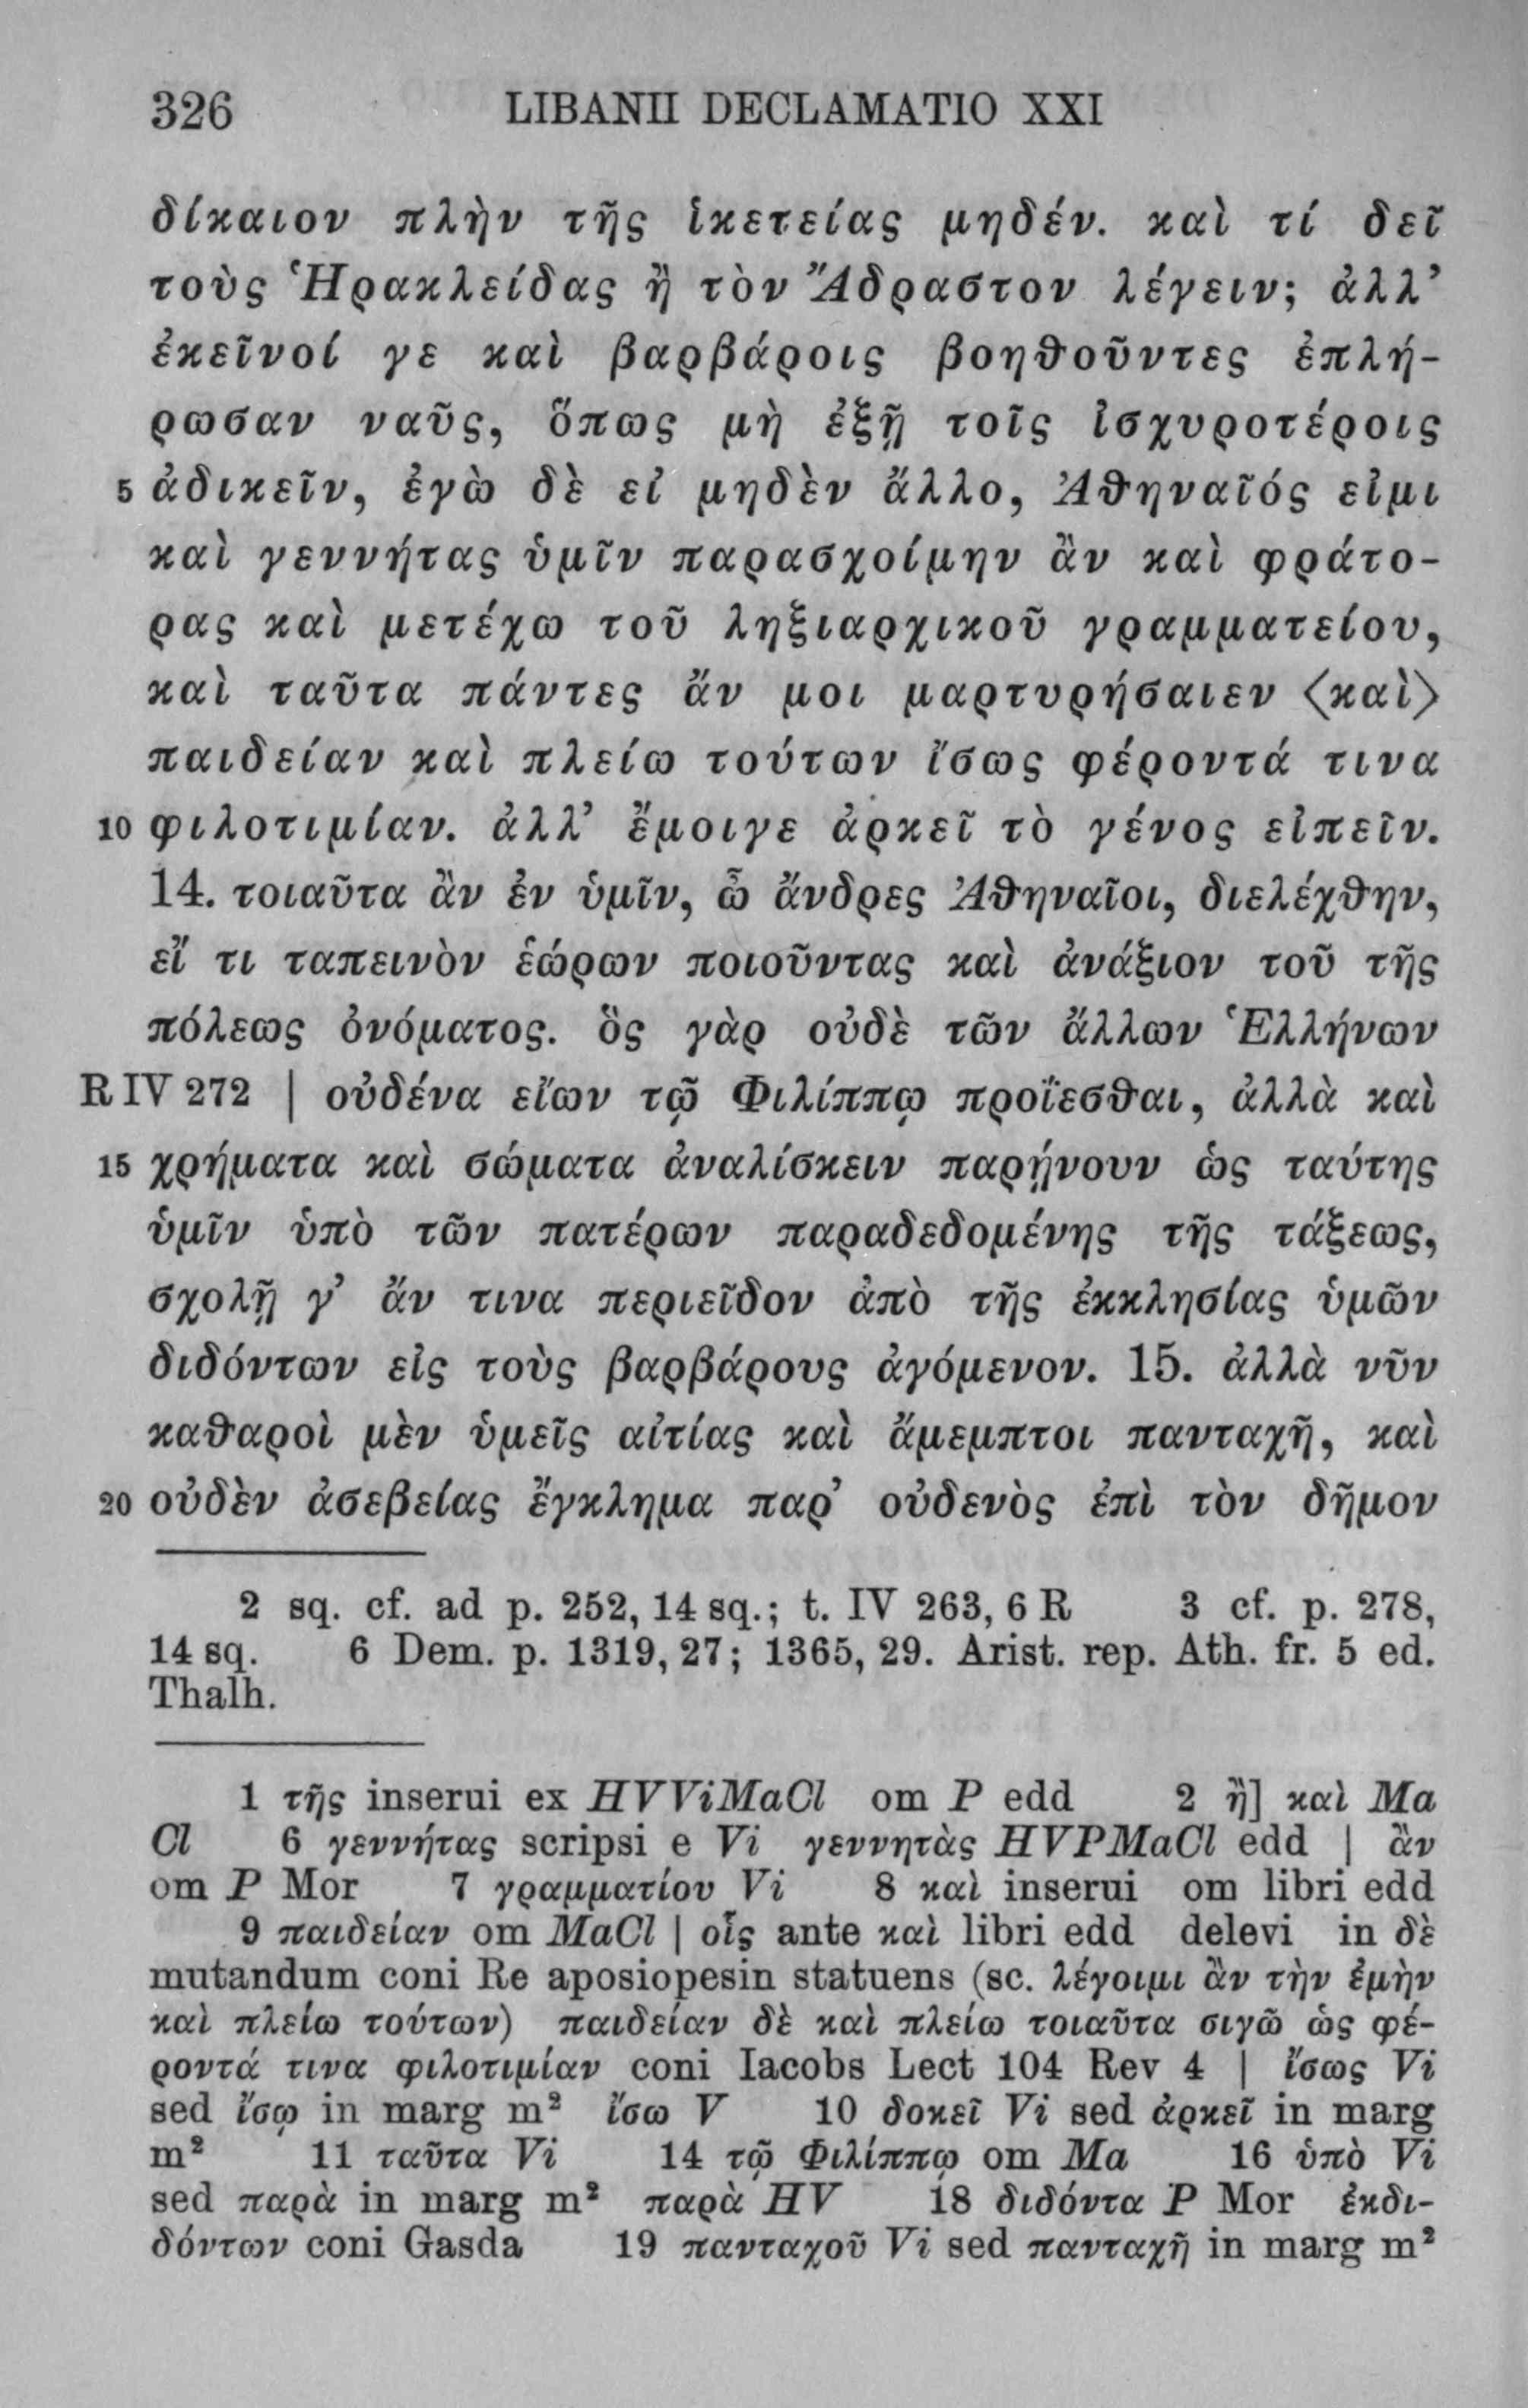 326 LIBANII DECLAMATIO XXI
δίκαιον πλὴν τῆς ἱκετείας μηδέν. καὶ τί δεῖ
τοὺς Ἡρακλείδας ἢ τὸν Ἄδραστον λέγειν; ἀλλ’
ἐκεῖνοί γε καὶ βαρβάροις βοηθοῦντες ἐπλή-
ρωσαν ναῦς, ὅπως μὴ ἐξῇ τοῖς ἰσχυροτέροις
5 ἀδικεῖν, ἐγὼ δὲ εἰ μηδὲν ἄλλο, Ἀθηναῖός εἰμι
καὶ γεννήτας ὑμῖν παρασχοίμην ἂν καὶ φράτο-
ρας καὶ μετέχω τοῦ ληξιαρχικοῦ γραμματείου,
καὶ ταῦτα πάντες ἄν μοι μαρτυρήσαιεν ⟨καὶ⟩
παιδείαν καὶ πλείω τούτων ἴσως φέροντά τινα
10 φιλοτιμίαν. ἀλλ’ ἔμοιγε ἀρκεῖ τὸ γένος εἰπεῖν.
14. τοιαῦτα ἂν ἐν ὑμῖν, ὦ ἄνδρες Ἀθηναῖοι, διελέχθην,
εἴ τι ταπεινὸν ἑώρων ποιοῦντας καὶ ἀνάξιον τοῦ τῆς
πόλεως ὀνόματος. ὃς γὰρ οὐδὲ τῶν ἄλλων Ἑλλήνων
R IV 272 | οὐδένα εἴων τῷ Φιλίππῳ προΐεσθαι, ἀλλὰ καὶ
15 χρήματα καὶ σώματα ἀναλίσκειν παρῄνουν ὡς ταύτης
ὑμῖν ὑπὸ τῶν πατέρων παραδεδομένης τῆς τάξεως,
σχολῇ γ’ ἄν τινα περιεῖδον ἀπὸ τῆς ἐκκλησίας ὑμῶν
διδόντων εἰς τοὺς βαρβάρους ἀγόμενον. 15. ἀλλὰ νῦν
καθαροὶ μὲν ὑμεῖς αἰτίας καὶ ἄμεμπτοι πανταχῆ, καὶ
20 οὐδὲν ἀσεβείας ἔγκλημα παρ’ οὐδενὸς ἐπὶ τὸν δῆμον
2 sq. cf. ad p. 252, 14 sq.; t. IV 263, 6 R 3 cf. p. 278,
14 sq. 6 Dem. p. 1319, 27; 1365, 29. Arist. rep. Ath. fr. 5 ed.
Thalh.
1 τῆς inserui ex HVViMaCl om P edd 2 ἢ] καὶ Ma
Cl 6 γεννήτας scripsi e Vi γεννητὰς HVPMaCl edd | ἂν
om P Mor 7 γραμματίου Vi 8 καὶ inserui om libri edd
9 παιδείαν om MaCl | οἷς ante καὶ libri edd delevi in δὲ
mutandum coni Re aposiopesin statuens (sc. λέγοιμι ἂν τὴν ἐμὴν
καὶ πλείω τούτων) παιδείαν δὲ καὶ πλείω τοιαῦτα σιγῶ ὡς φέ-
ροντά τινα φιλοτιμίαν coni Iacobs Lect 104 Rev 4 | ἴσως Vi
sed ἴσῳ in marg m² ἴσω V 10 δοκεῖ Vi sed ἀρκεῖ in marg
m² 11 ταῦτα Vi 14 τῷ Φιλίππῳ om Ma 16 ὑπὸ Vi
sed παρὰ in marg m² παρὰ HV 18 διδόντα P Mor ἐκδι-
δόντων coni Gasda 19 πανταχοῦ Vi sed πανταχῆ in marg m²